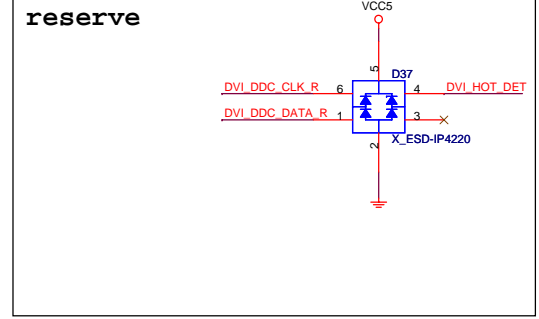 reserve
VCC5
5
D37
DVI_DDC_CLK_R 6
4 DVI_HOT_DET
DVI_DDC_DATA_R 1
3
X_ESD-IP4220
2